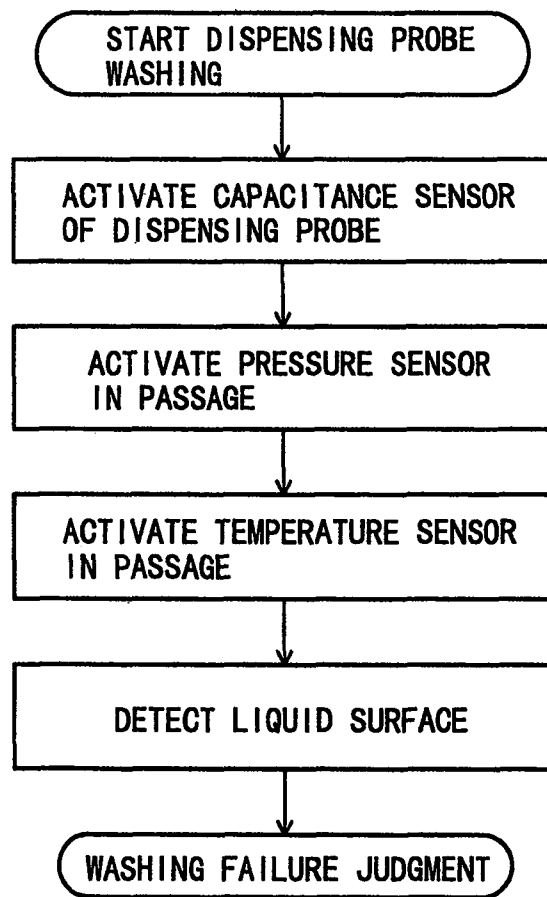 START DISPENSING PROBE
WASHING
ACTIVATE CAPACITANCE SENSOR
OF DISPENSING PROBE
ACTIVATE PRESSURE SENSOR
IN PASSAGE
ACTIVATE TEMPERATURE SENSOR
IN PASSAGE
DETECT LIQUID SURFACE
WASHING FAILURE JUDGMENT